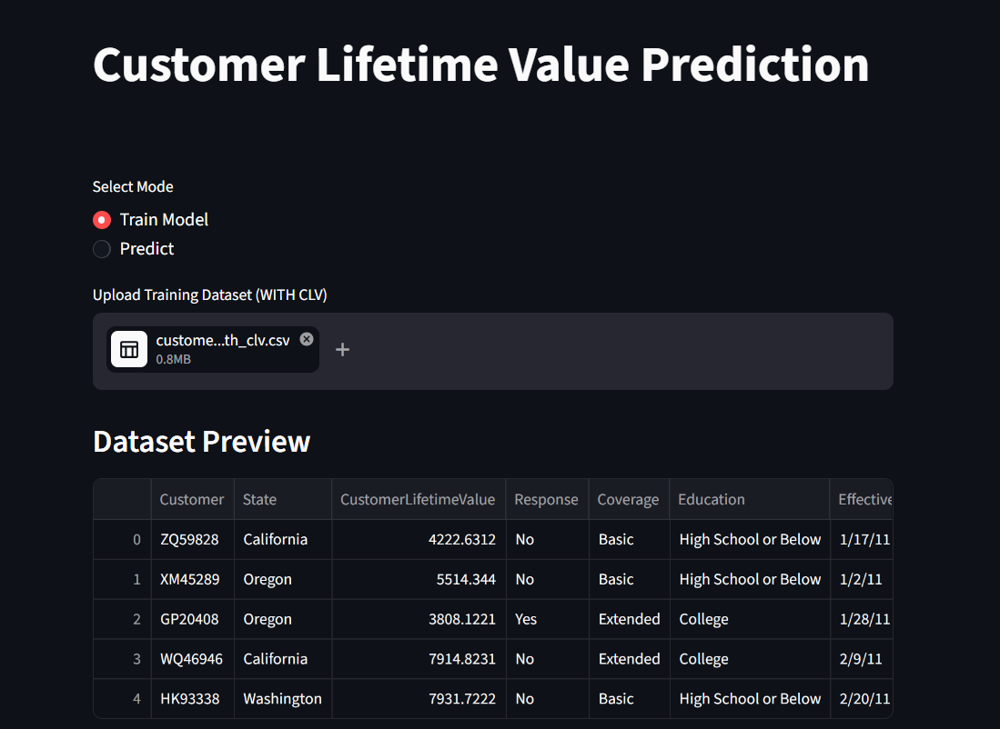 Customer Lifetime Value Prediction
Select Mode
Train Model
Predict
Upload Training Dataset (WITH CLV)
custome...th_clv.csv
0.8MB
Dataset Preview
Customer State CustomerLifetimeValue Response Coverage Education Effective
0 ZQ59828 California 4222.6312 No Basic High School or Below 1/17/11
1 XM45289 Oregon 5514.344 No Basic High School or Below 1/2/11
2 GP20408 Oregon 3808.1221 Yes Extended College 1/28/11
3 WQ46946 California 7914.8231 No Extended College 2/9/11
4 HK93338 Washington 7931.7222 No Basic High School or Below 2/20/11